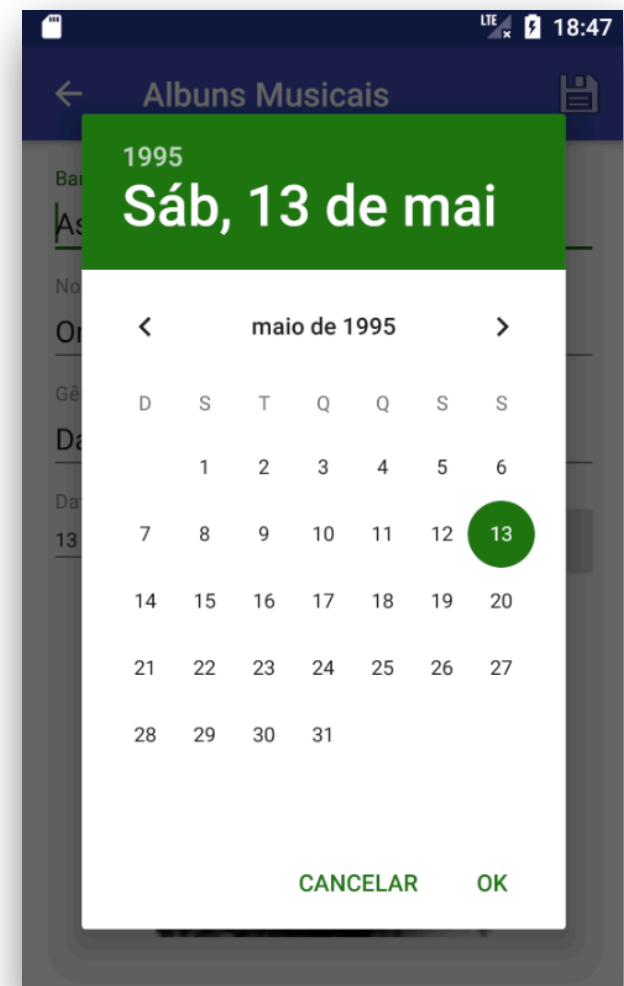 18:47
Albuns Musicais
1995
Sáb, 13 de mai
maio de 1995
D S T Q Q S S
1 2 3 4 5 6
7 8 9 10 11 12 13
14 15 16 17 18 19 20
21 22 23 24 25 26 27
28 29 30 31
CANCELAR OK